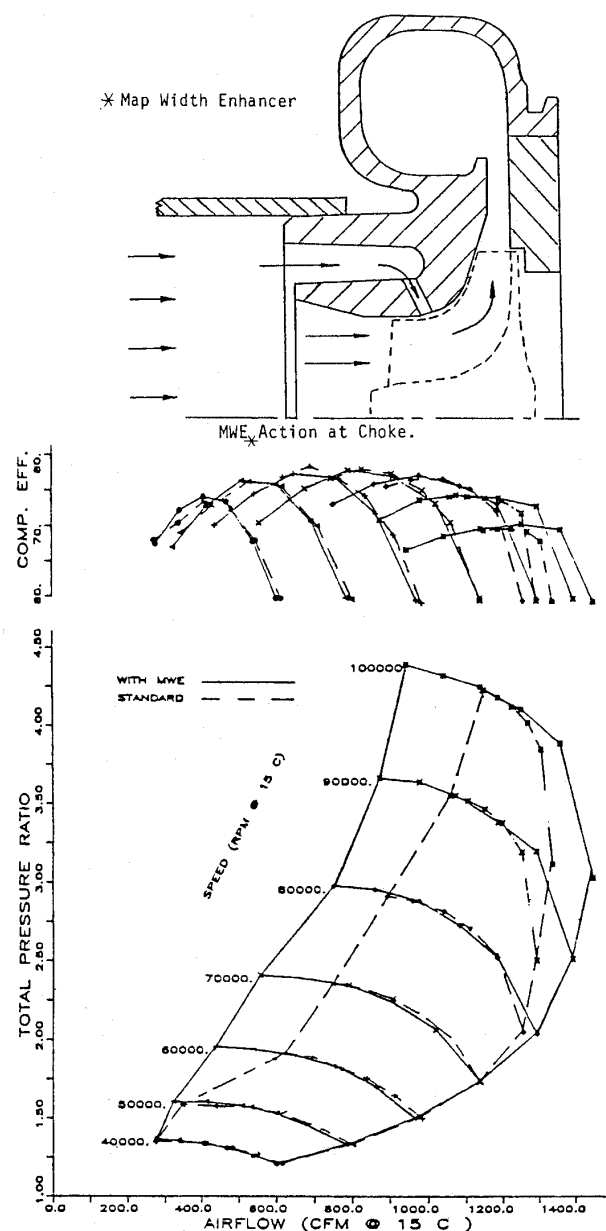 * Map Width Enhancer
MWE * Action at Choke.
COMP. EFF.
80.
70.
60.
TOTAL PRESSURE RATIO
4.50
4.00
3.50
3.00
2.50
2.00
1.50
1.00
WITH MWE
STANDARD
SPEED (RPM @ 15 C)
100000.
90000.
80000.
70000.
60000.
50000.
40000.
0.0 200.0 400.0 600.0 800.0 1000.0 1200.0 1400.0
AIRFLOW (CFM @ 15 C )